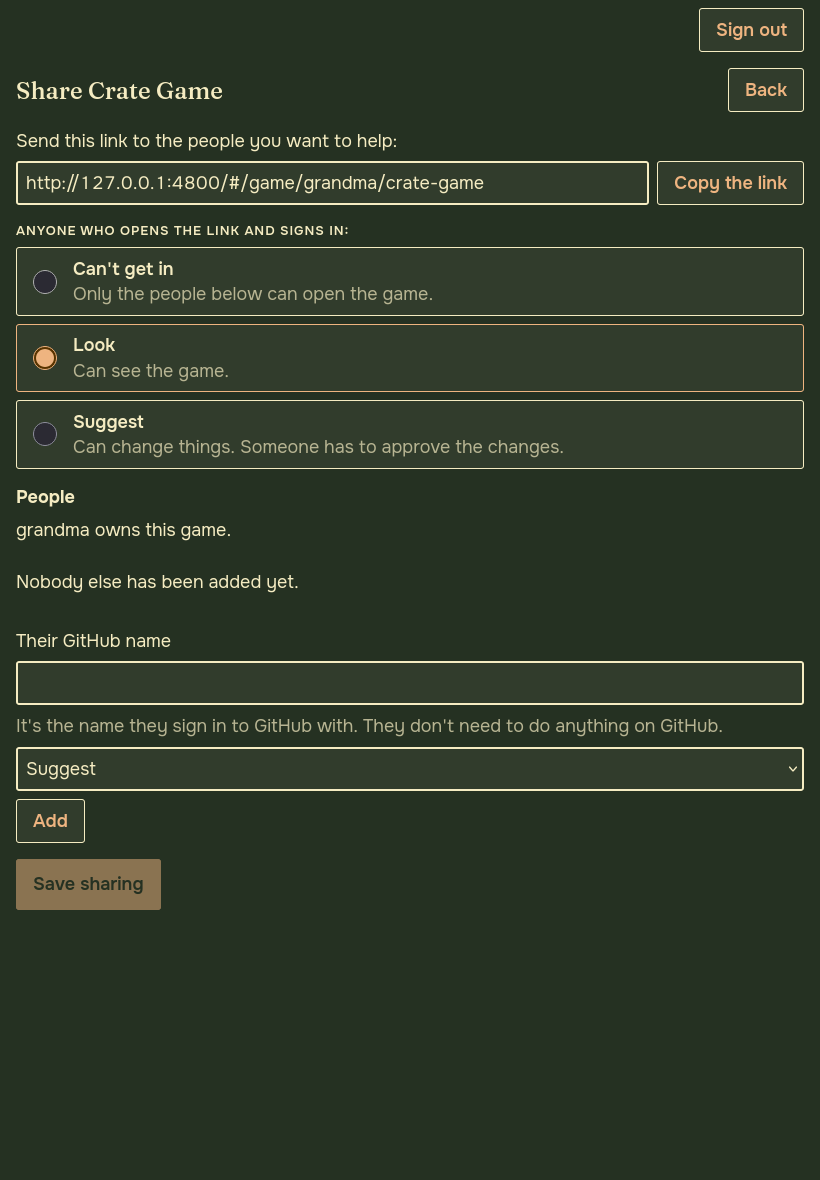 Sign out
Share Crate Game
Back
Send this link to the people you want to help:
http://127.0.0.1:4800/#/game/grandma/crate-game
Copy the link
ANYONE WHO OPENS THE LINK AND SIGNS IN:
Can't get in
Only the people below can open the game.
Look
Can see the game.
Suggest
Can change things. Someone has to approve the changes.
People
grandma owns this game.
Nobody else has been added yet.
Their GitHub name
It's the name they sign in to GitHub with. They don't need to do anything on GitHub.
Suggest
Add
Save sharing